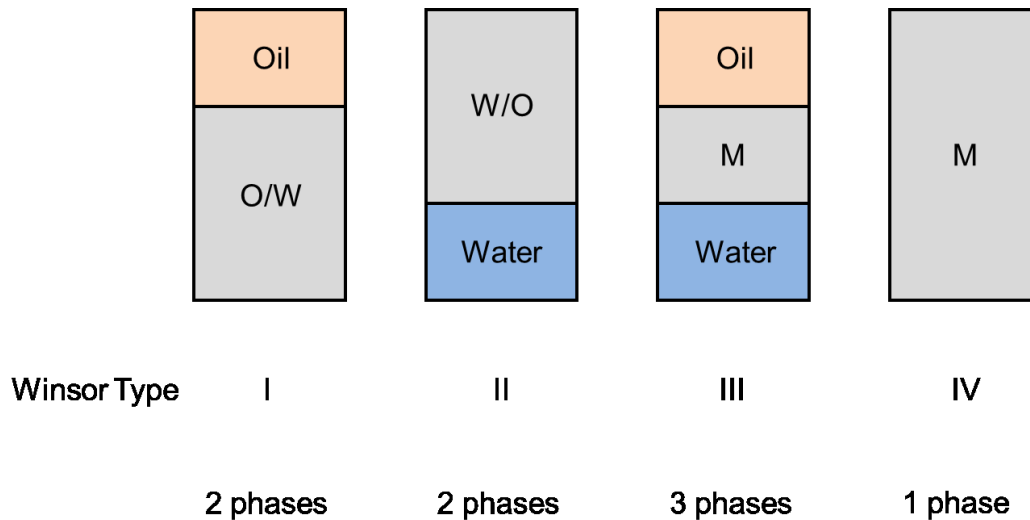 Oil
O/W
W/O
Water
Oil
M
Water
M
Winsor Type I II III IV
2 phases 2 phases 3 phases 1 phase